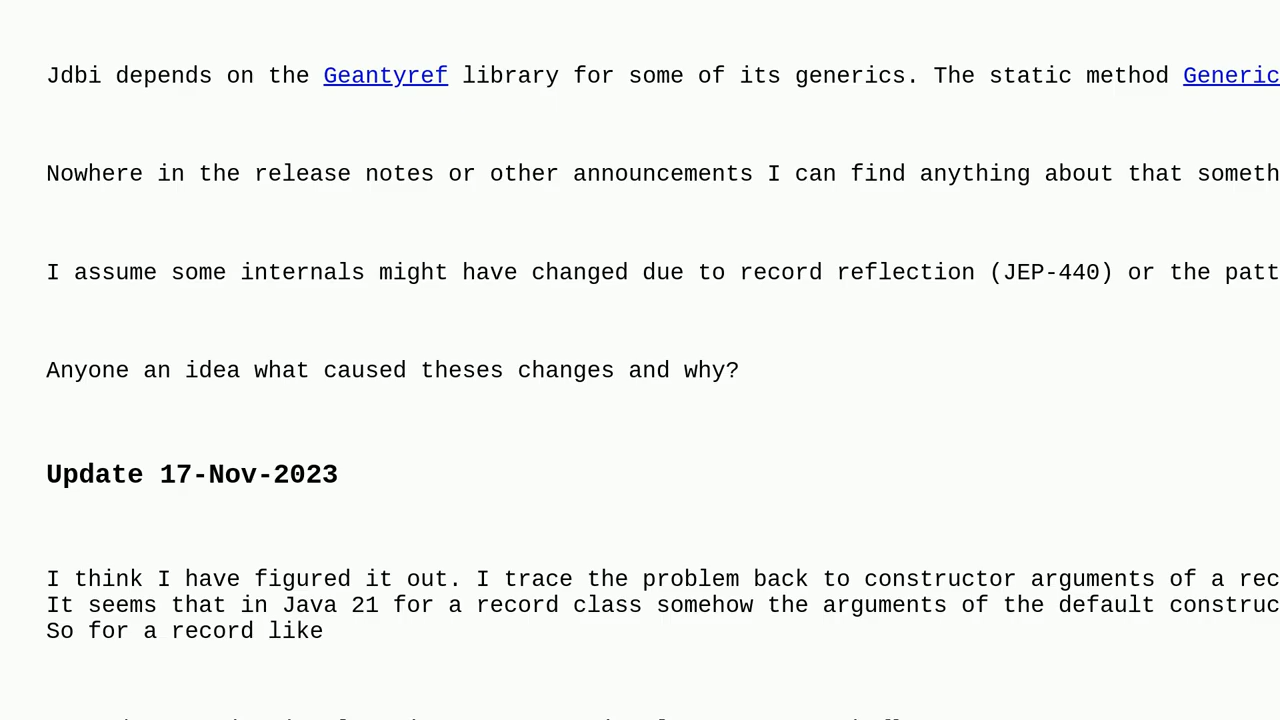 Jdbi depends on the Geantyref library for some of its generics. The static method Generic
Nowhere in the release notes or other announcements I can find anything about that someth
I assume some internals might have changed due to record reflection (JEP-440) or the patt
Anyone an idea what caused theses changes and why?
Update 17-Nov-2023
I think I have figured it out. I trace the problem back to constructor arguments of a rec
It seems that in Java 21 for a record class somehow the arguments of the default construc
So for a record like